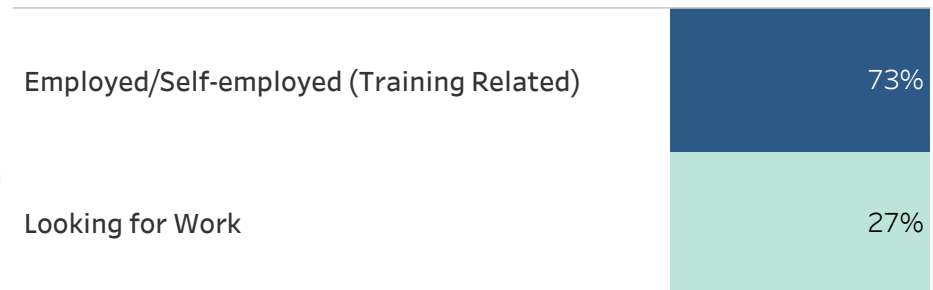 Employed/Self-employed (Training Related) 73%
Looking for Work 27%